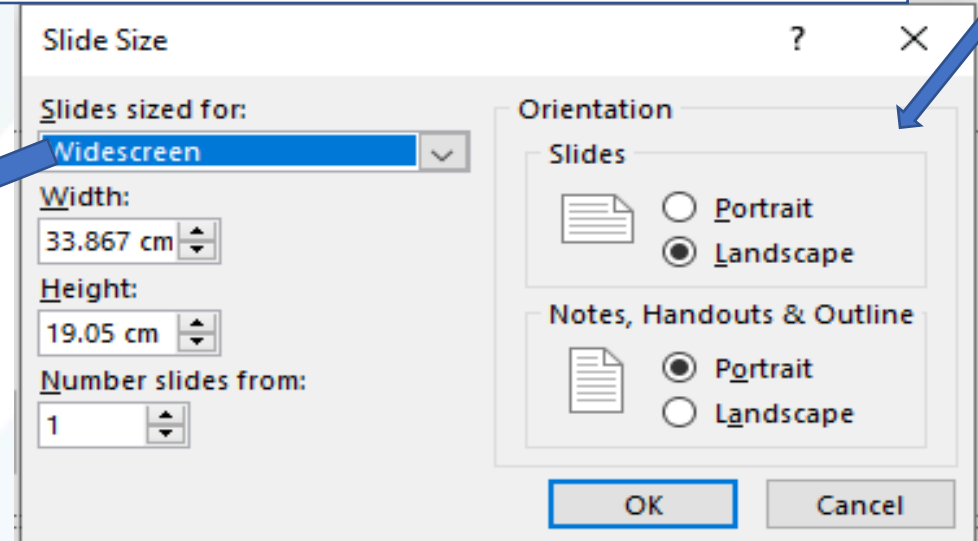 Slide Size
?
Slides sized for:
Widescreen
Width:
33.867 cm
Height:
19.05 cm
Number slides from:
1
Orientation
Slides
Portrait
Landscape
Notes, Handouts & Outline
Portrait
Landscape
OK
Cancel